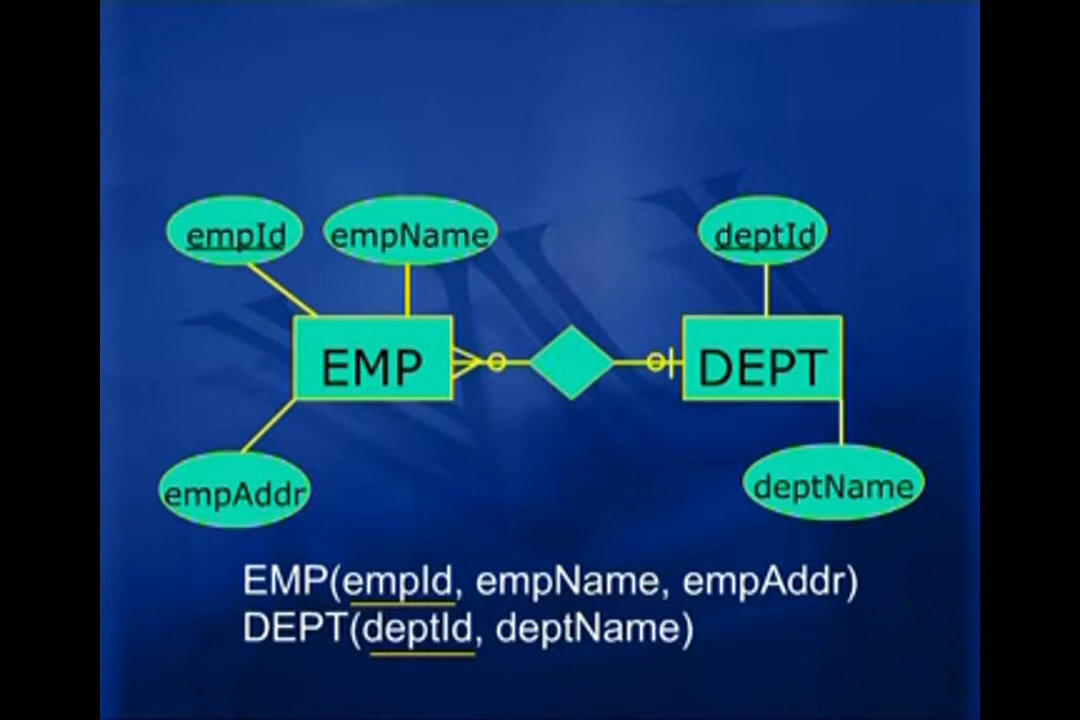 empId empName deptId
EMP DEPT
empAddr deptName
EMP(empId, empName, empAddr)
DEPT(deptId, deptName)